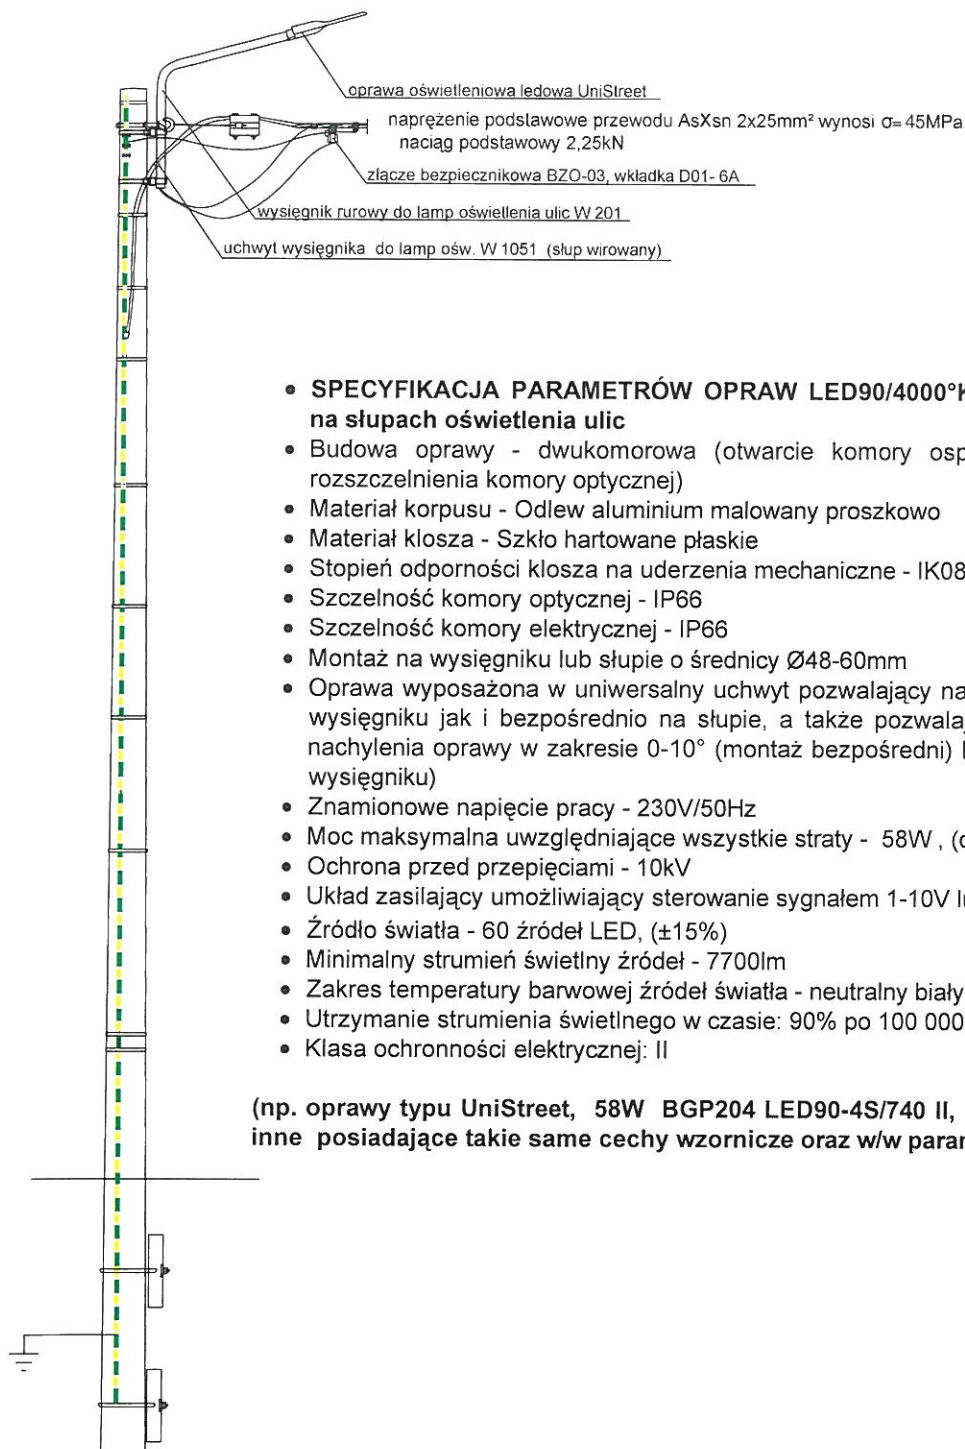 oprawa oświetleniowa ledowa UniStreet
naprężenie podstawowe przewodu AsXsn 2x25mm² wynosi σ= 45MPa
naciąg podstawowy 2,25kN
złącze bezpiecznikowa BZO-03, wkładka D01- 6A
wysięgnik rurowy do lamp oświetlenia ulic W 201
uchwyt wysięgnika do lamp ośw. W 1051 (słup wirowany)
• SPECYFIKACJA PARAMETRÓW OPRAW LED90/4000°K
na słupach oświetlenia ulic
• Budowa oprawy - dwukomorowa (otwarcie komory osp
rozszczelnienia komory optycznej)
• Materiał korpusu - Odlew aluminium malowany proszkowo
• Materiał klosza - Szkło hartowane płaskie
• Stopień odporności klosza na uderzenia mechaniczne - IK08
• Szczelność komory optycznej - IP66
• Szczelność komory elektrycznej - IP66
• Montaż na wysięgniku lub słupie o średnicy Ø48-60mm
• Oprawa wyposażona w uniwersalny uchwyt pozwalający na
wysięgniku jak i bezpośrednio na słupie, a także pozwala
nachylenia oprawy w zakresie 0-10° (montaż bezpośredni)
wysięgniku)
• Znamionowe napięcie pracy - 230V/50Hz
• Moc maksymalna uwzględniające wszystkie straty - 58W , (
• Ochrona przed przepięciami - 10kV
• Układ zasilający umożliwiający sterowanie sygnałem 1-10V l
• Źródło światła - 60 źródeł LED, (±15%)
• Minimalny strumień świetlny źródeł - 7700lm
• Zakres temperatury barwowej źródeł światła - neutralny biały
• Utrzymanie strumienia świetlnego w czasie: 90% po 100 000
• Klasa ochronności elektrycznej: II
(np. oprawy typu UniStreet, 58W BGP204 LED90-4S/740 II,
inne posiadające takie same cechy wzornicze oraz w/w param